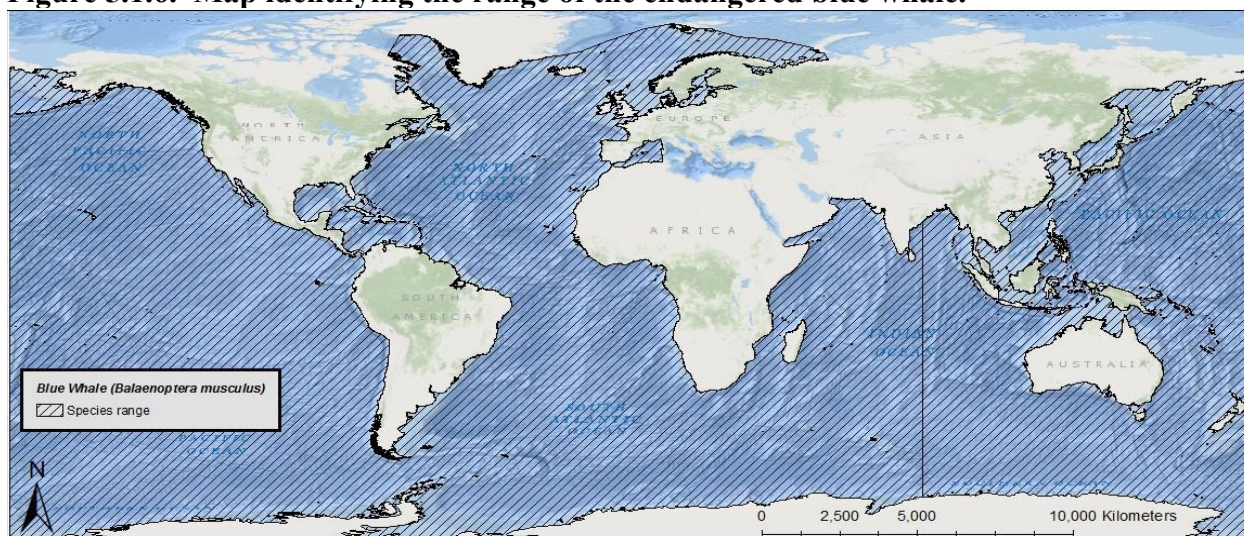 Figure 3.1.6. Map identifying the range of the endangered blue whale.
NORTH
PACIFIC
OCEAN
NORTH
AMERICA
NORTH
ATLANTIC
OCEAN
EUROPE
ASIA
AFRICA
PACIFIC OCEAN
SOUTH
AMERICA
INDIAN
OCEAN
AUSTRALIA
SOUTH
ATLANTIC
OCEAN
Blue Whale (Balaenoptera musculus)
Species range
PACIFIC
OCEAN
N
SOUTHERN OCEAN
0 2,500 5,000 10,000 Kilometers